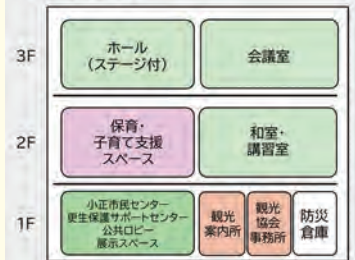 3F
ホール
(ステージ付)
会議室
2F
保育・
子育て支援
スペース
和室・
講習室
1F
小正市民センター
更生保護サポートセンター
公共ロビー
展示スペース
観光
案内所
観光
協会
事務所
防災
倉庫